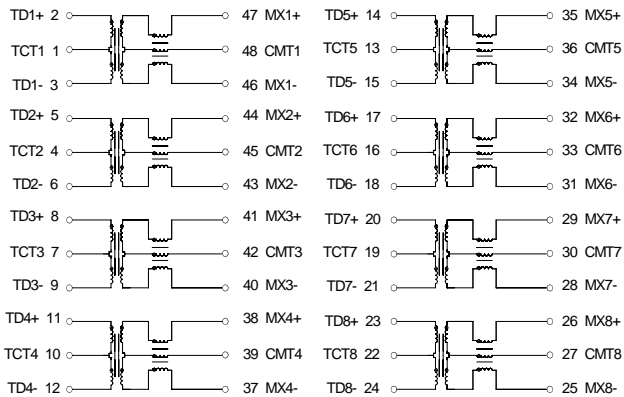 TD1+ 2 47 MX1+ TD5+ 14 35 MX5+
TCT1 1 48 CMT1 TCT5 13 36 CMT5
TD1- 3 46 MX1- TD5- 15 34 MX5-
TD2+ 5 44 MX2+ TD6+ 17 32 MX6+
TCT2 4 45 CMT2 TCT6 16 33 CMT6
TD2- 6 43 MX2- TD6- 18 31 MX6-
TD3+ 8 41 MX3+ TD7+ 20 29 MX7+
TCT3 7 42 CMT3 TCT7 19 30 CMT7
TD3- 9 40 MX3- TD7- 21 28 MX7-
TD4+ 11 38 MX4+ TD8+ 23 26 MX8+
TCT4 10 39 CMT4 TCT8 22 27 CMT8
TD4- 12 37 MX4- TD8- 24 25 MX8-